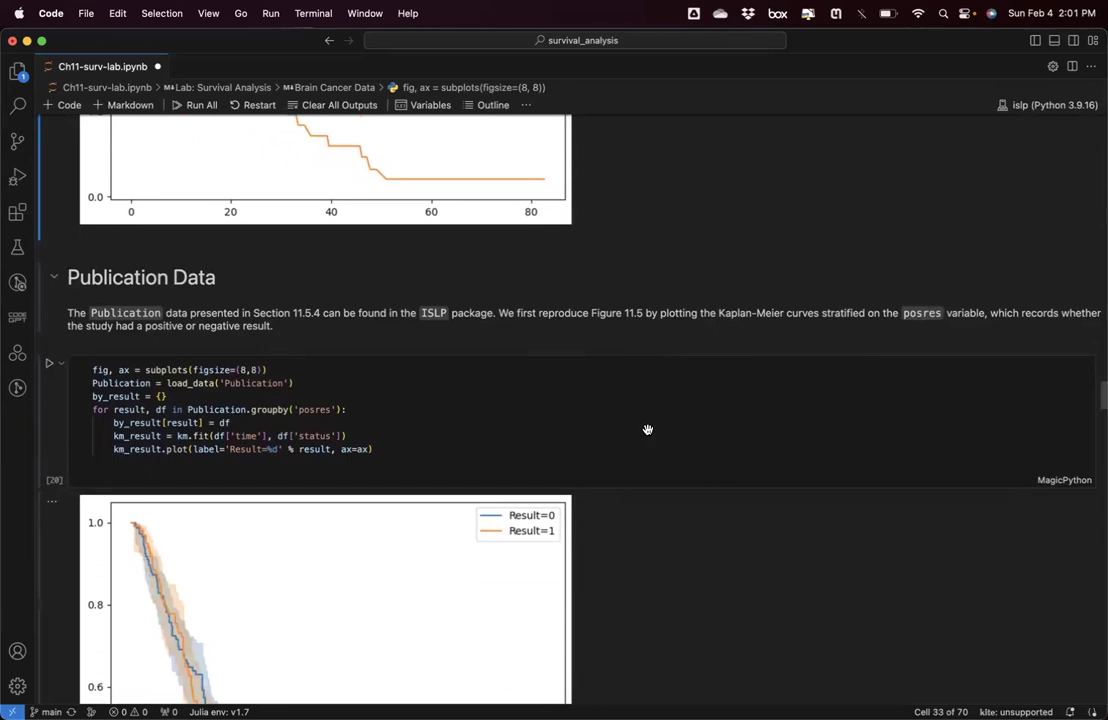 Code File Edit Selection View Go Run Terminal Window Help box Sun Feb 4 2:01 PM
survival_analysis
Ch11-surv-lab.ipynb
Ch11-surv-lab.ipynb > Lab: Survival Analysis > Brain Cancer Data > fig, ax = subplots(figsize=(8, 8))
+ Code + Markdown Run All Restart Clear All Outputs Variables Outline ... islp (Python 3.9.16)
0.0
0 20 40 60 80
Publication Data
The Publication data presented in Section 11.5.4 can be found in the ISLP package. We first reproduce Figure 11.5 by plotting the Kaplan-Meier curves stratified on the posres variable, which records whether
the study had a positive or negative result.
fig, ax = subplots(figsize=(8,8))
Publication = load_data('Publication')
by_result = {}
for result, df in Publication.groupby('posres'):
by_result[result] = df
km_result = km.fit(df['time'], df['status'])
km_result.plot(label='Result=%d' % result, ax=ax)
[20] MagicPython
Result=0
1.0
Result=1
0.8
0.6
main 0 0 0 Julia env: v1.7 Cell 33 of 70 kite: unsupported